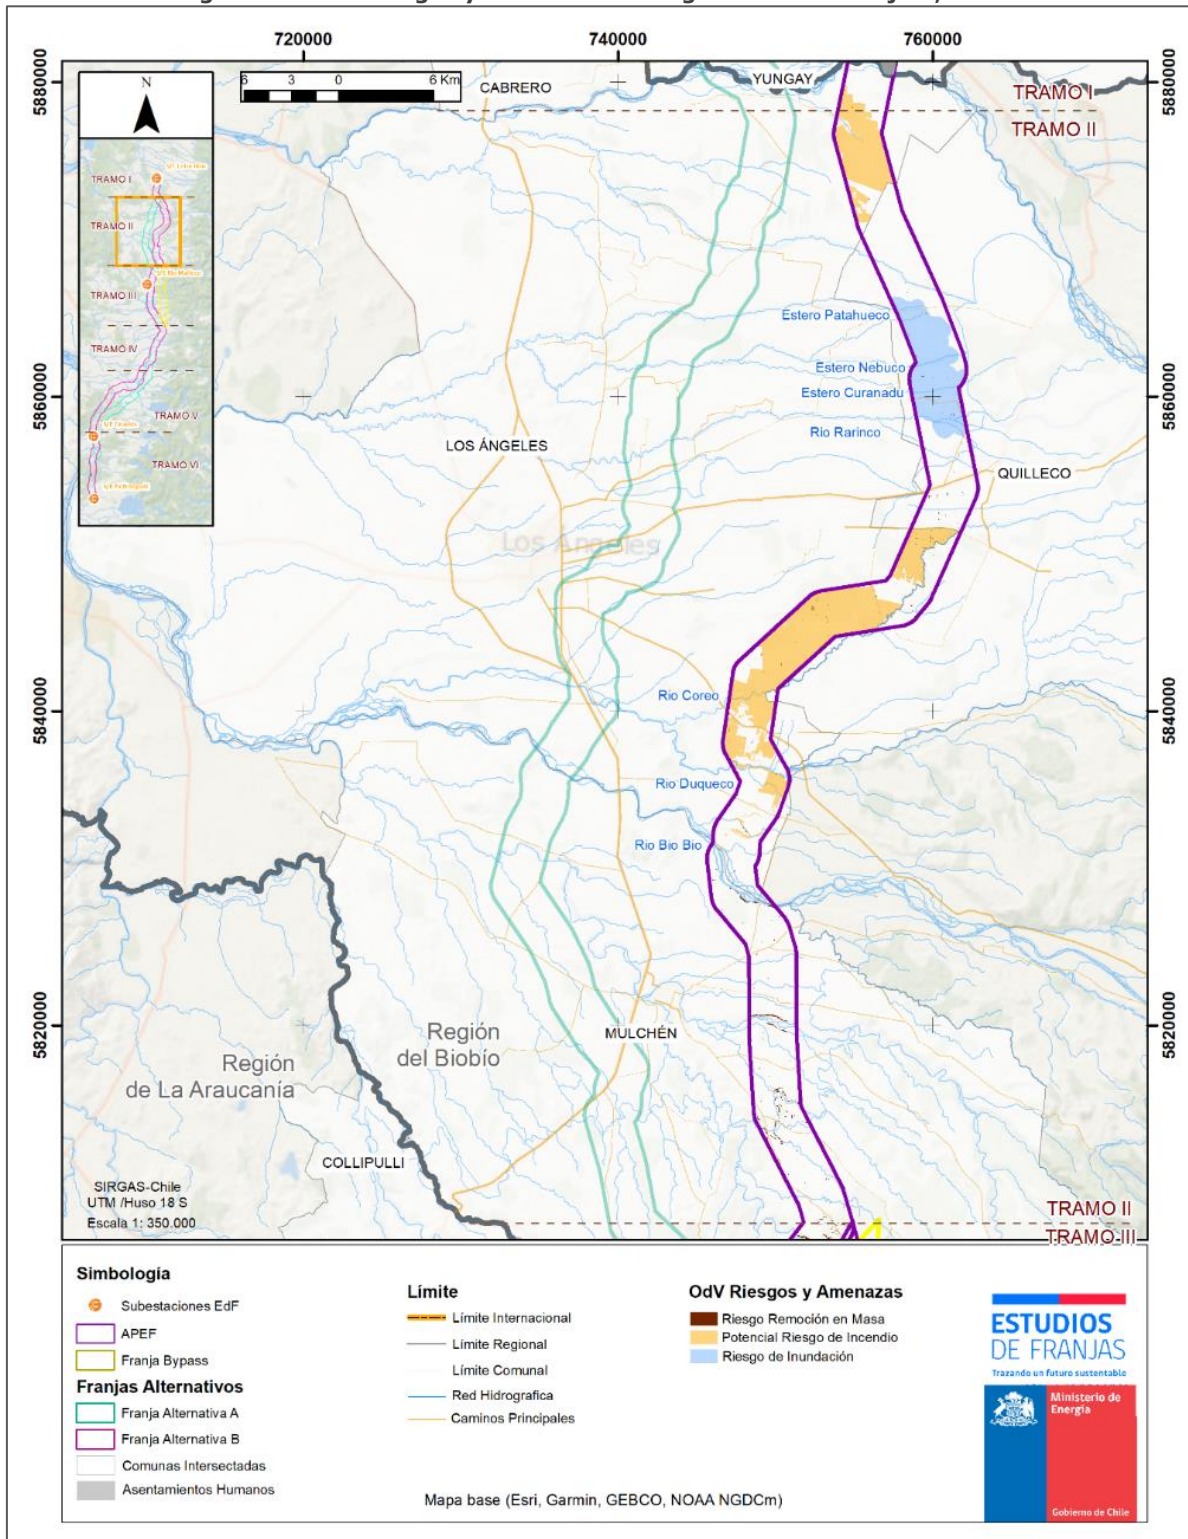 720000
740000
760000
5880000
5860000
5840000
5820000
5880000
5860000
5840000
5820000
N
6 3 0 6 Km
CABRERO
YUNGAY
TRAMO I
TRAMO II
TRAMO I
TRAMO II
TRAMO III
TRAMO IV
TRAMO V
TRAMO VI
Estero Patahueco
Estero Nebuco
Estero Curanadu
Rio Rarinco
LOS ÁNGELES
QUILLECO
Los Ángeles
Rio Coreo
Rio Duqueco
Rio Bio Bio
MULCHÉN
Región
del Biobío
Región
de La Araucanía
COLLIPULLI
SIRGAS-Chile
UTM /Huso 18 S
Escala 1: 350.000
TRAMO II
TRAMO III
Simbología
Subestaciones EdF
APEF
Franja Bypass
Franjas Alternativos
Franja Alternativa A
Franja Alternativa B
Comunas Intersectadas
Asentamientos Humanos
Límite
Límite Internacional
Límite Regional
Límite Comunal
Red Hidrografica
Caminos Principales
OdV Riesgos y Amenazas
Riesgo Remoción en Masa
Potencial Riesgo de Incendio
Riesgo de Inundación
Mapa base (Esri, Garmin, GEBCO, NOAA NGDCm)
ESTUDIOS
DE FRANJAS
Trazando un futuro sustentable
Ministerio de
Energía
Gobierno de Chile